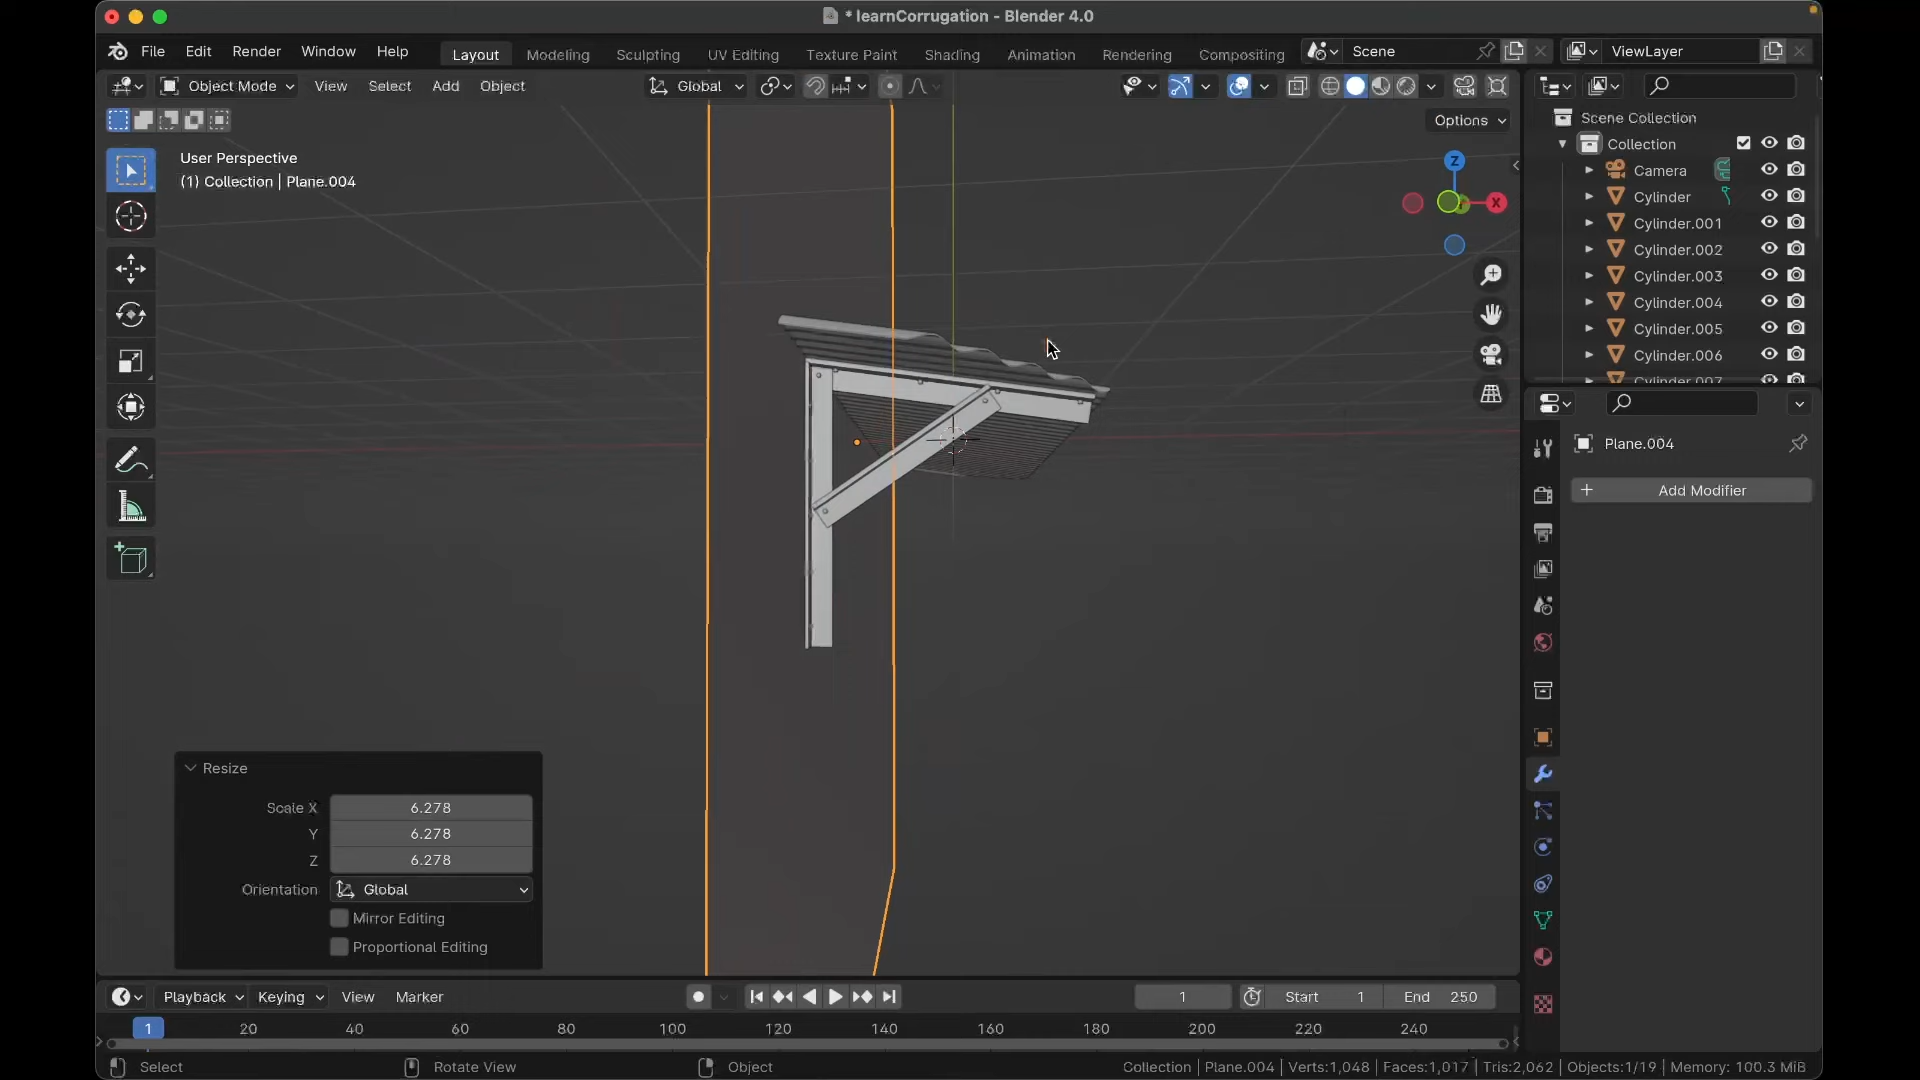 * learnCorrugation - Blender 4.0
File Edit Render Window Help Layout Modeling Sculpting UV Editing Texture Paint Shading Animation Rendering Compositing Scene ViewLayer
Object Mode View Select Add Object Global
Options
User Perspective
(1) Collection | Plane.004
Z
X
Scene Collection
Collection
Camera
Cylinder
Cylinder.001
Cylinder.002
Cylinder.003
Cylinder.004
Cylinder.005
Cylinder.006
Cylinder.007
Plane.004
+ Add Modifier
Resize
Scale X 6.278
Y 6.278
Z 6.278
Orientation Global
Mirror Editing
Proportional Editing
Playback Keying View Marker 1 Start 1 End 250
1 20 40 60 80 100 120 140 160 180 200 220 240
Select Rotate View Object Collection | Plane.004 | Verts:1,048 | Faces:1,017 | Tris:2,062 | Objects:1/19 | Memory: 100.3 MiB